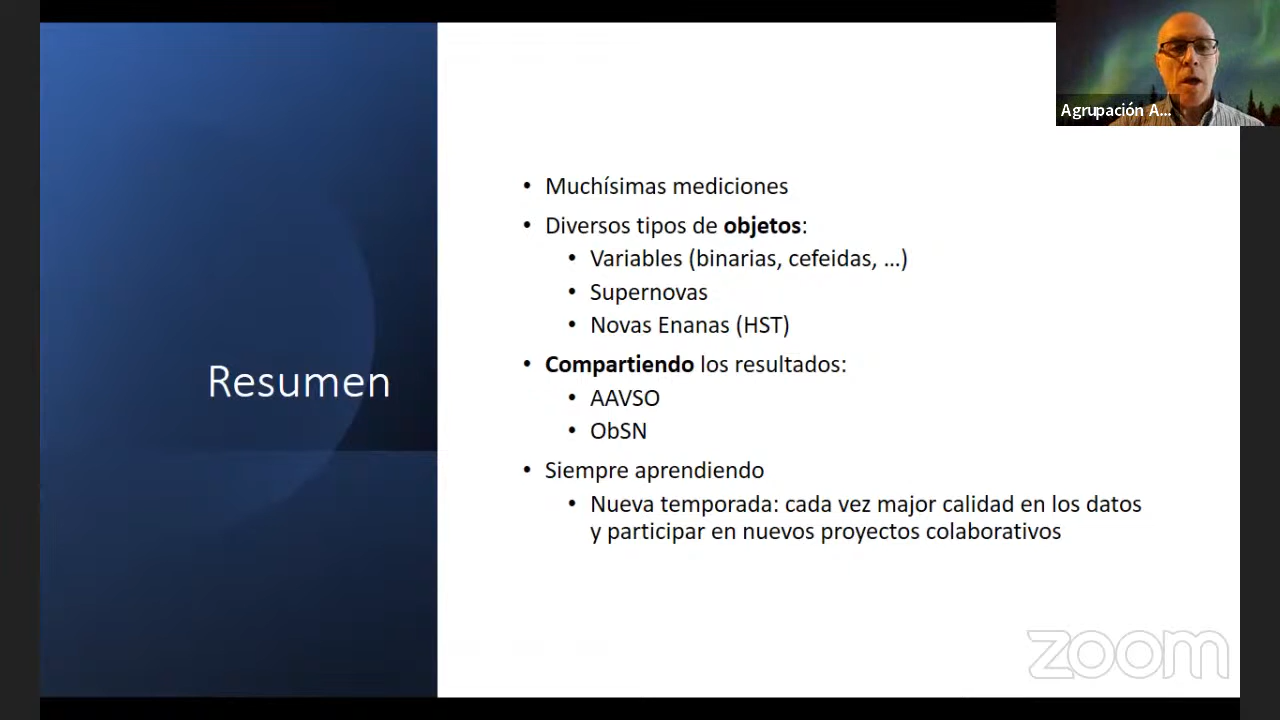 Agrupación A...
Resumen
• Muchísimas mediciones
• Diversos tipos de objetos:
• Variables (binarias, cefeidas, ...)
• Supernovas
• Novas Enanas (HST)
• Compartiendo los resultados:
• AAVSO
• ObSN
• Siempre aprendiendo
• Nueva temporada: cada vez major calidad en los datos
y participar en nuevos proyectos colaborativos
zoom